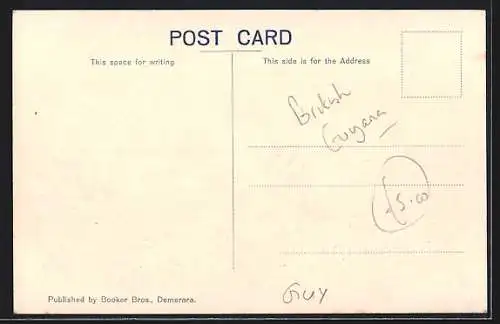 POST CARD
This space for writing
This side is for the Address
British
Guyana
£5.00
GUY
Published by Booker Bros., Demerara.